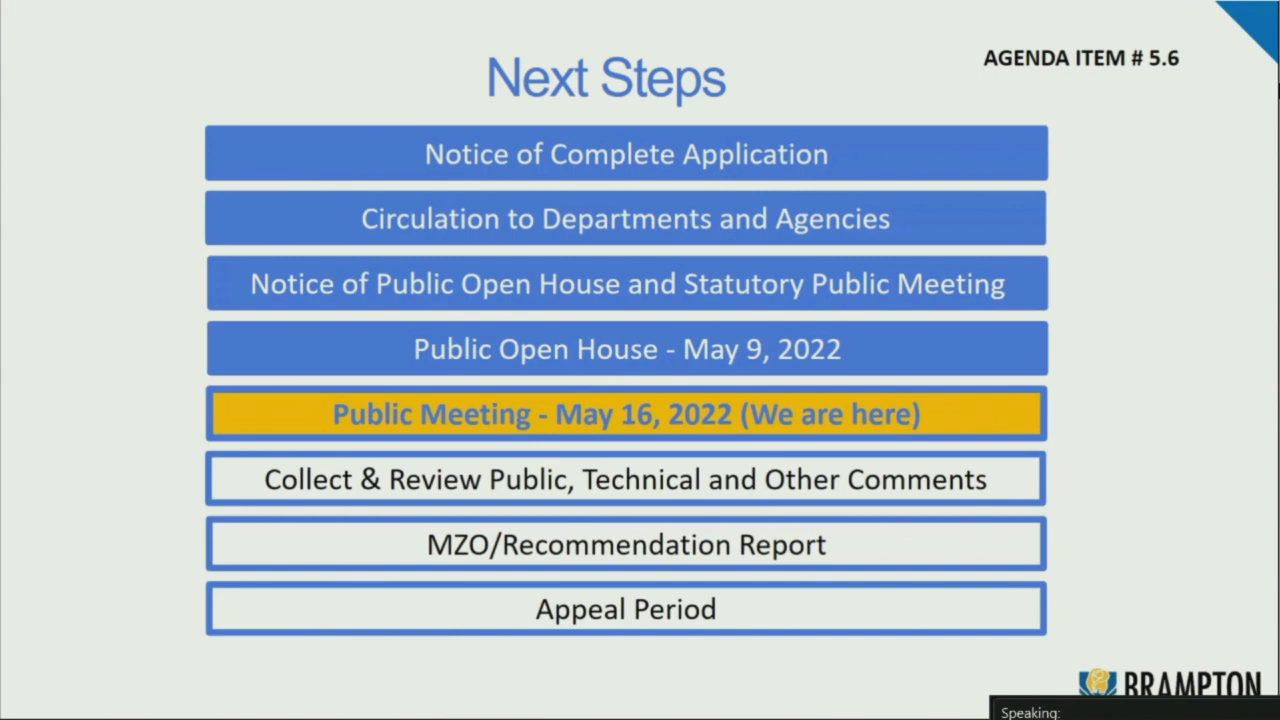 AGENDA ITEM # 5.6
Next Steps
Notice of Complete Application
Circulation to Departments and Agencies
Notice of Public Open House and Statutory Public Meeting
Public Open House - May 9, 2022
Public Meeting - May 16, 2022 (We are here)
Collect & Review Public, Technical and Other Comments
MZO/Recommendation Report
Appeal Period
BRAMPTON
Speaking: